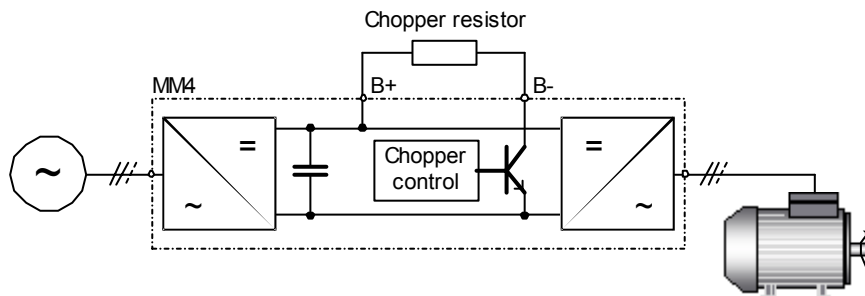 Chopper resistor
MM4
B+
B-
=
~
~
Chopper
control
=
~